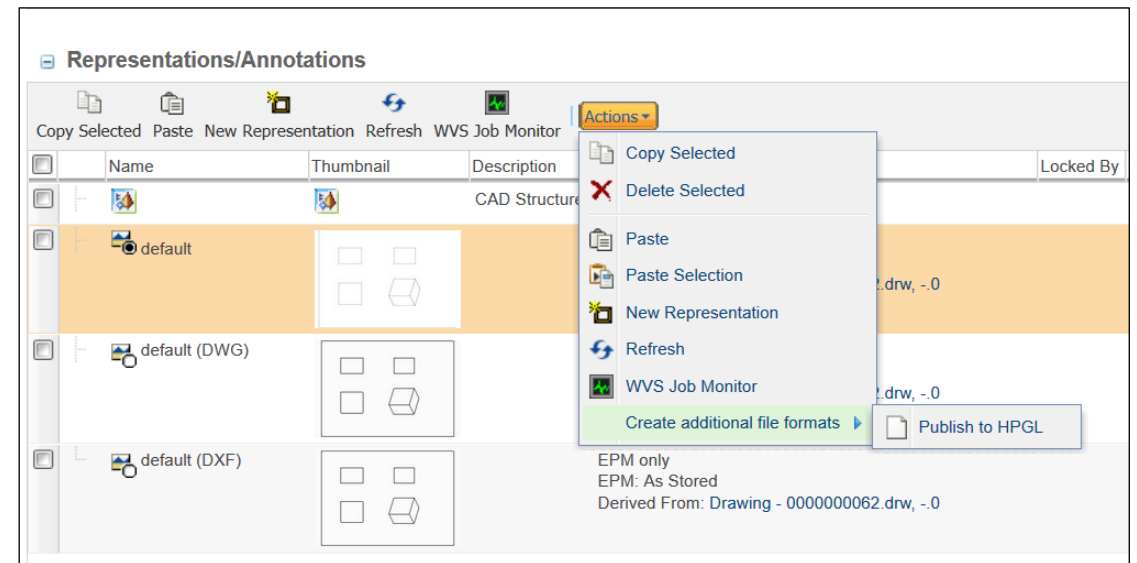 Representations/Annotations
Copy Selected Paste New Representation Refresh WVS Job Monitor Actions
Name Thumbnail Description Locked By
CAD Structure
default
.drw, -.0
default (DWG)
.drw, -.0
default (DXF)
EPM only
EPM: As Stored
Derived From: Drawing - 0000000062.drw, -.0
Copy Selected
Delete Selected
Paste
Paste Selection
New Representation
Refresh
WVS Job Monitor
Create additional file formats
Publish to HPGL